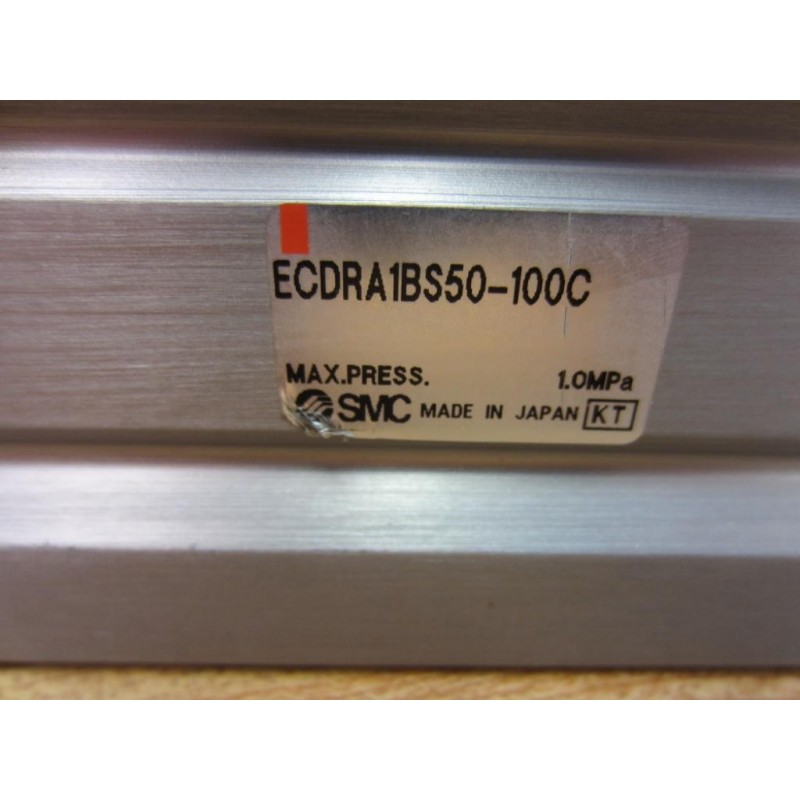 ECDRA1BS50-100C
MAX.PRESS. 1.0MPa
SMC MADE IN JAPAN KT